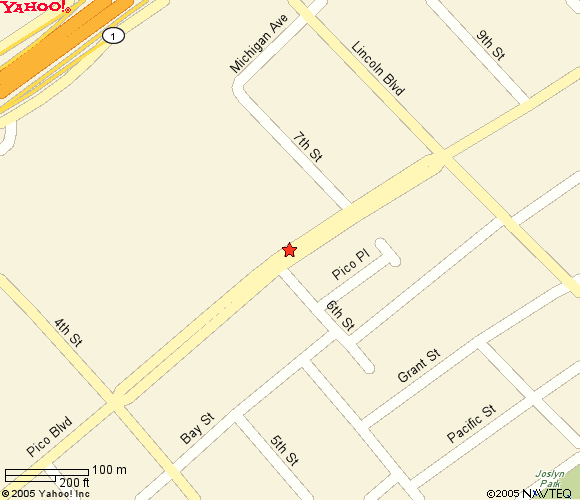 YAHOO!
1
Michigan Ave
Lincoln Blvd
9th St
7th St
Pico Pl
6th St
4th St
Grant St
Bay St
Pacific St
Pico Blvd
5th St
100 m
200 ft
Joslyn
Park
©2005 Yahoo! Inc
©2005 NAVTEQ